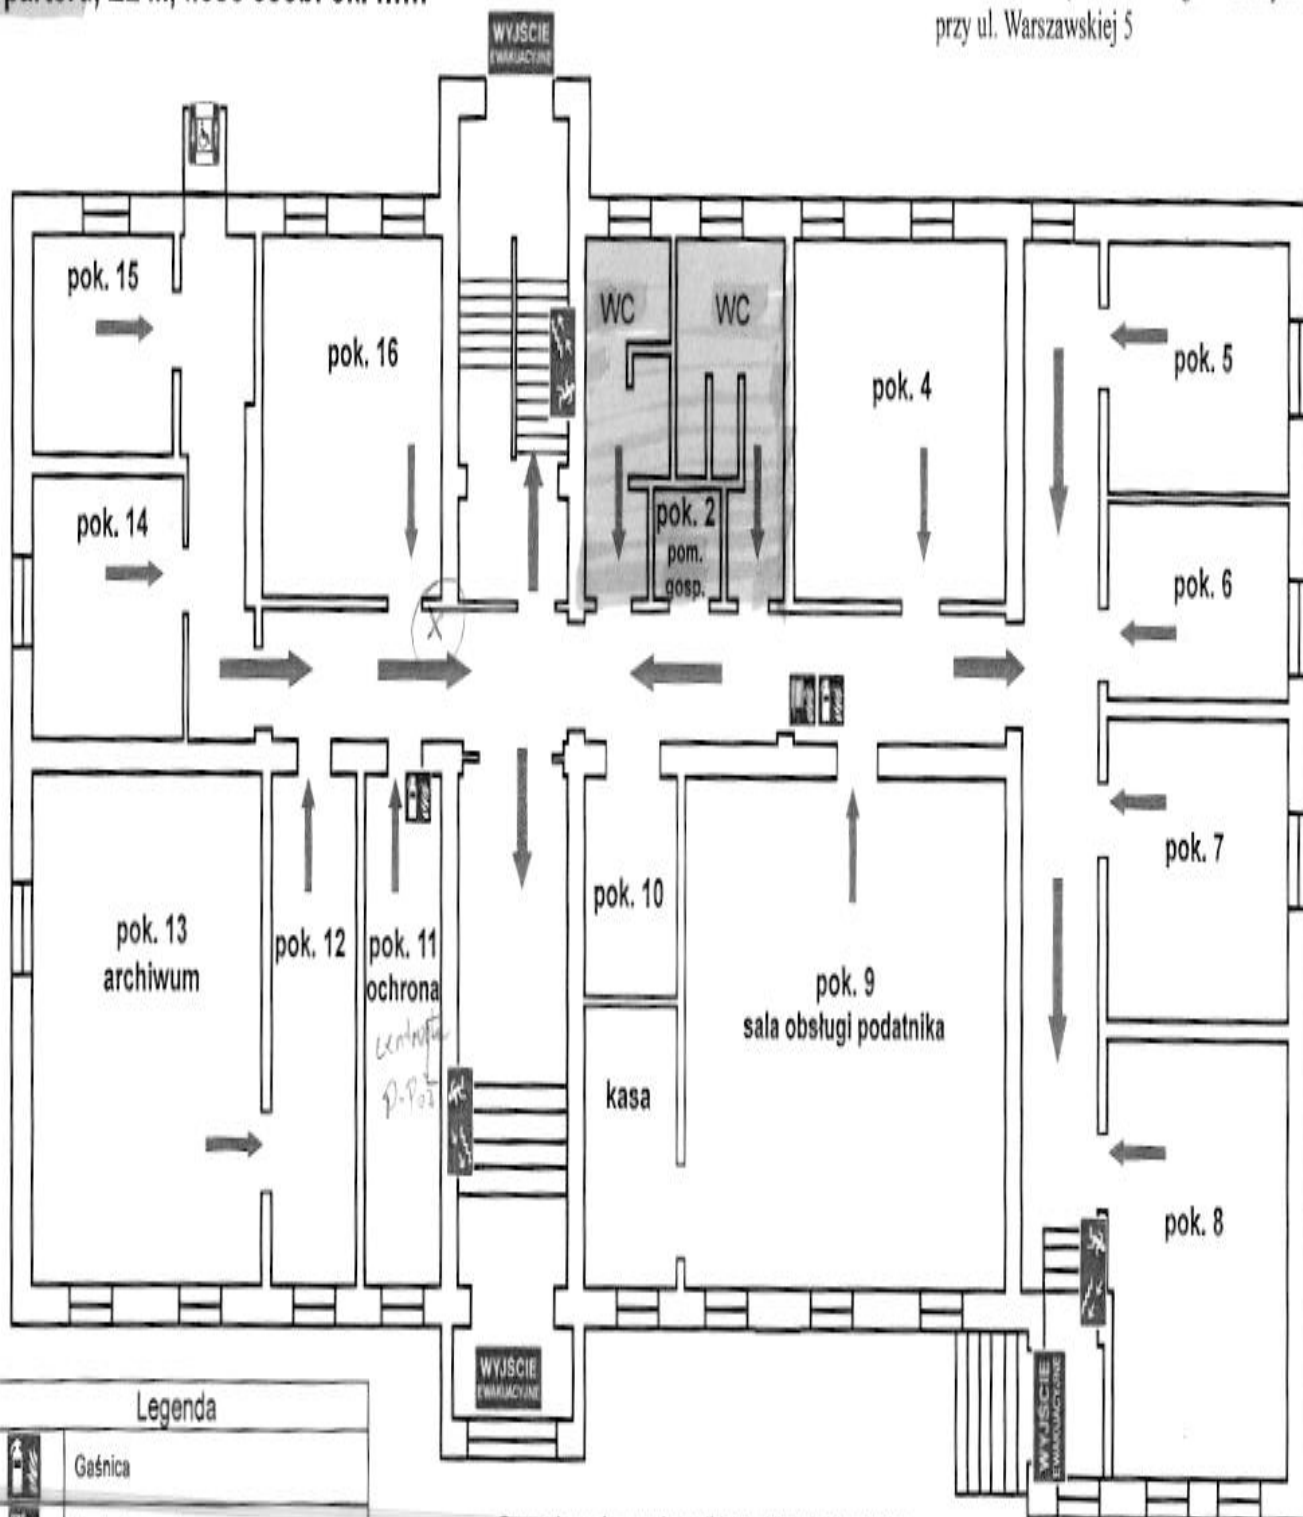 przy ul. Warszawskiej 5
WYJŚCIE
EWAKUACYJNE
pok. 15
pok. 16
WC
WC
pok. 4
pok. 5
pok. 14
pok. 2
pom.
gosp.
pok. 6
X
pok. 7
pok. 13
archiwum
pok. 12
pok. 11
ochrona
centralka
p-poż
pok. 10
pok. 9
sala obsługi podatnika
kasa
pok. 8
WYJŚCIE
EWAKUACYJNE
WYJŚCIE
EWAKUACYJNE
Legenda
Gaśnica